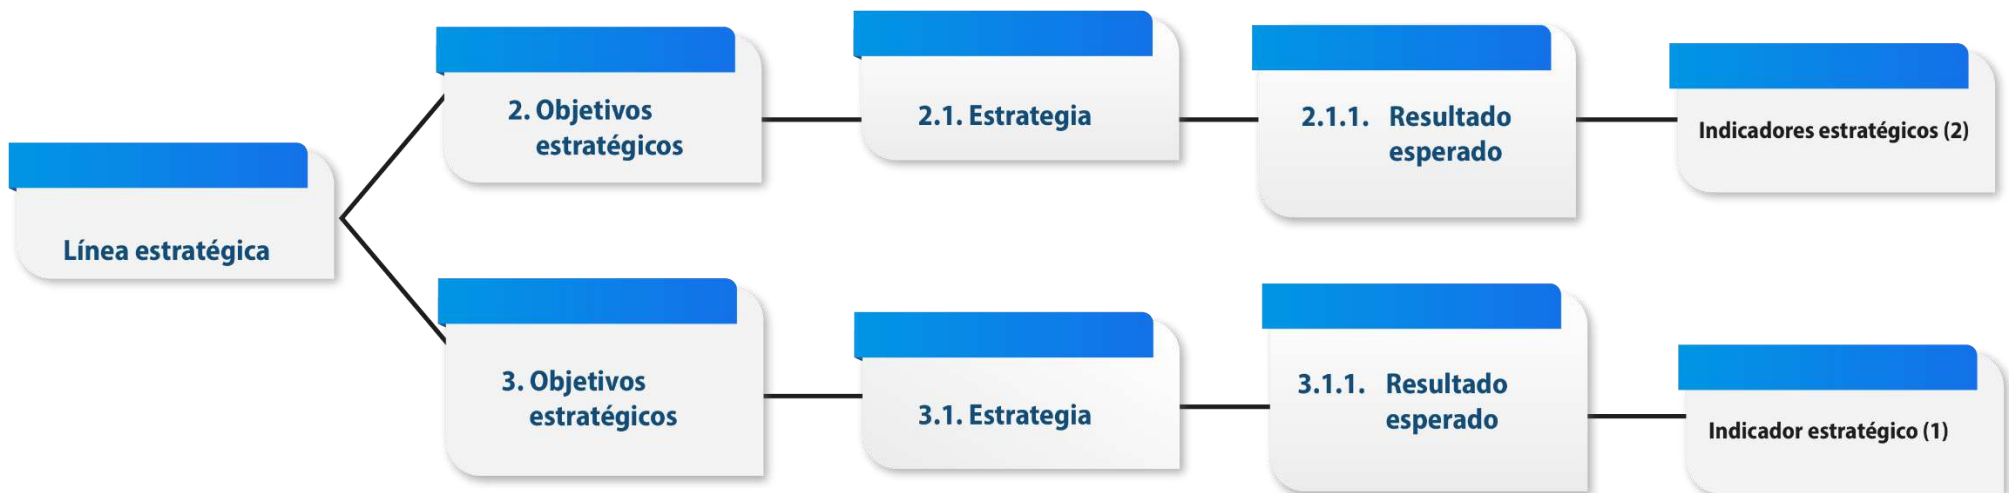 Línea estratégica
2. Objetivos
estratégicos
2.1. Estrategia
2.1.1. Resultado
esperado
Indicadores estratégicos (2)
3. Objetivos
estratégicos
3.1. Estrategia
3.1.1. Resultado
esperado
Indicador estratégico (1)